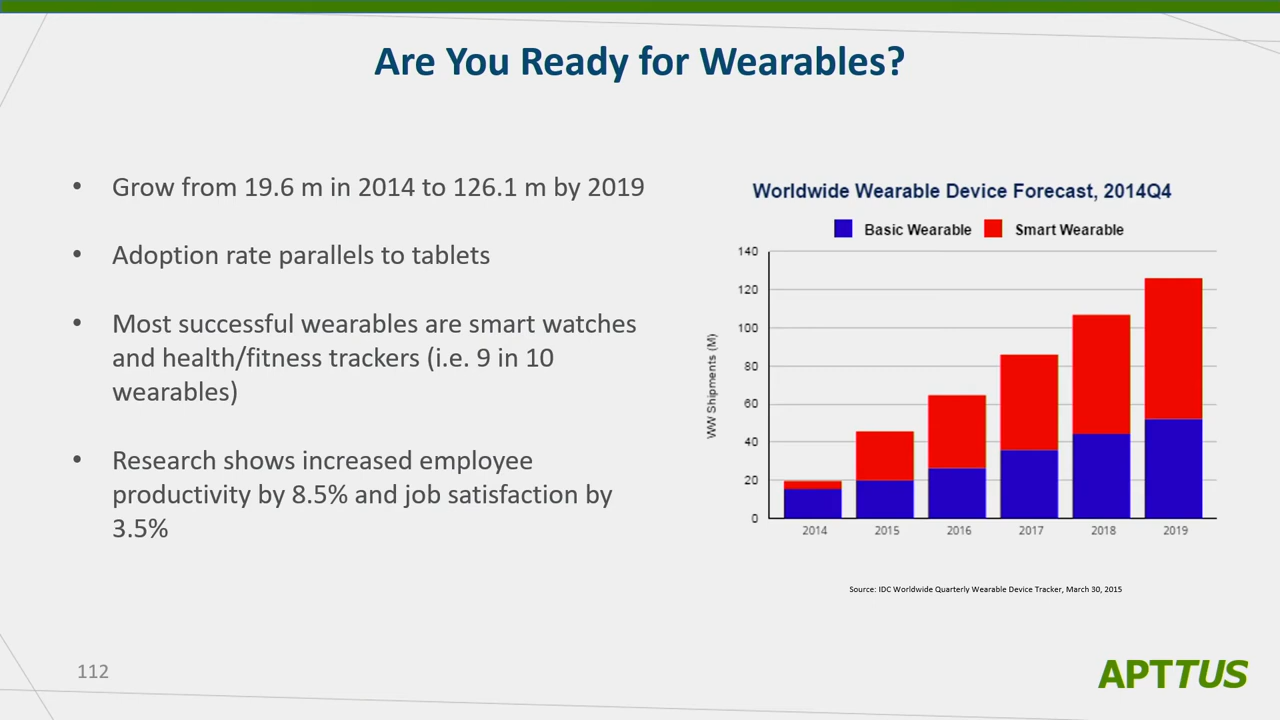 Are You Ready for Wearables?
• Grow from 19.6 m in 2014 to 126.1 m by 2019
• Adoption rate parallels to tablets
• Most successful wearables are smart watches
and health/fitness trackers (i.e. 9 in 10
wearables)
• Research shows increased employee
productivity by 8.5% and job satisfaction by
3.5%
Worldwide Wearable Device Forecast, 2014Q4
Basic Wearable Smart Wearable
WW Shipments (M)
140
120
100
80
60
40
20
0
2014 2015 2016 2017 2018 2019
Source: IDC Worldwide Quarterly Wearable Device Tracker, March 30, 2015
112
APTTUS